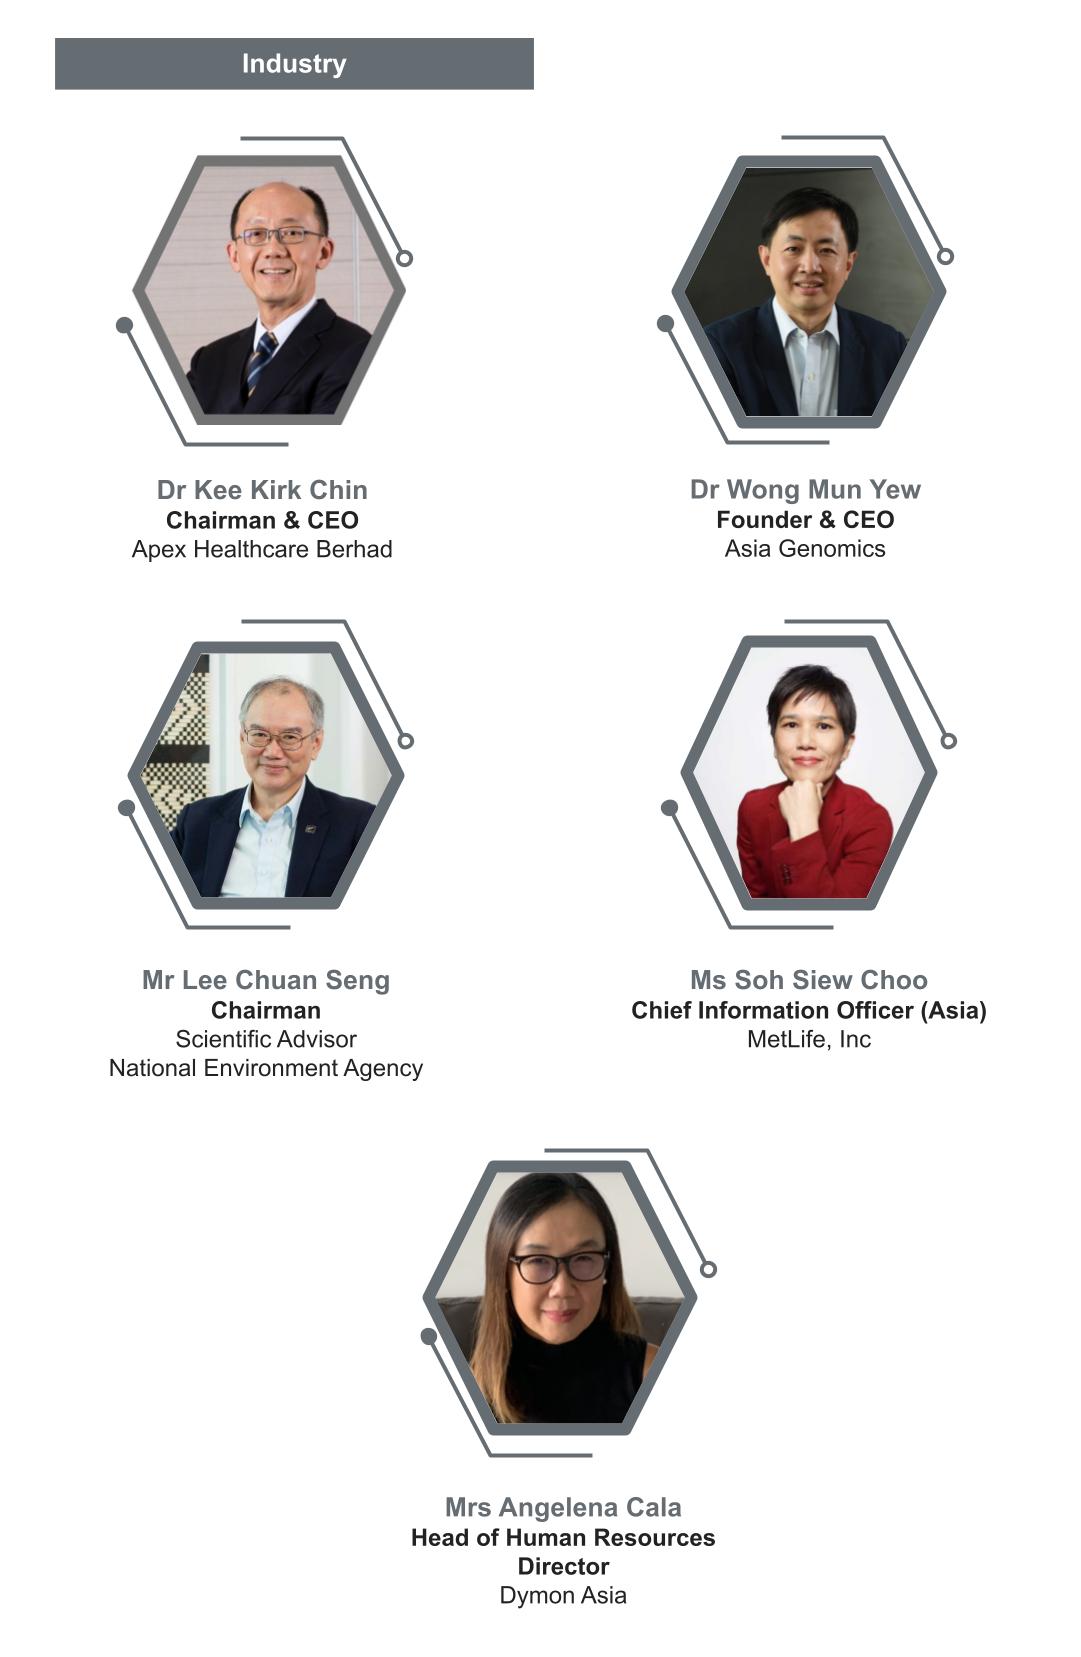 Industry
Dr Kee Kirk Chin
Chairman & CEO
Apex Healthcare Berhad
Dr Wong Mun Yew
Founder & CEO
Asia Genomics
Mr Lee Chuan Seng
Chairman
Scientific Advisor
National Environment Agency
Ms Soh Siew Choo
Chief Information Officer (Asia)
MetLife, Inc
Mrs Angelena Cala
Head of Human Resources
Director
Dymon Asia